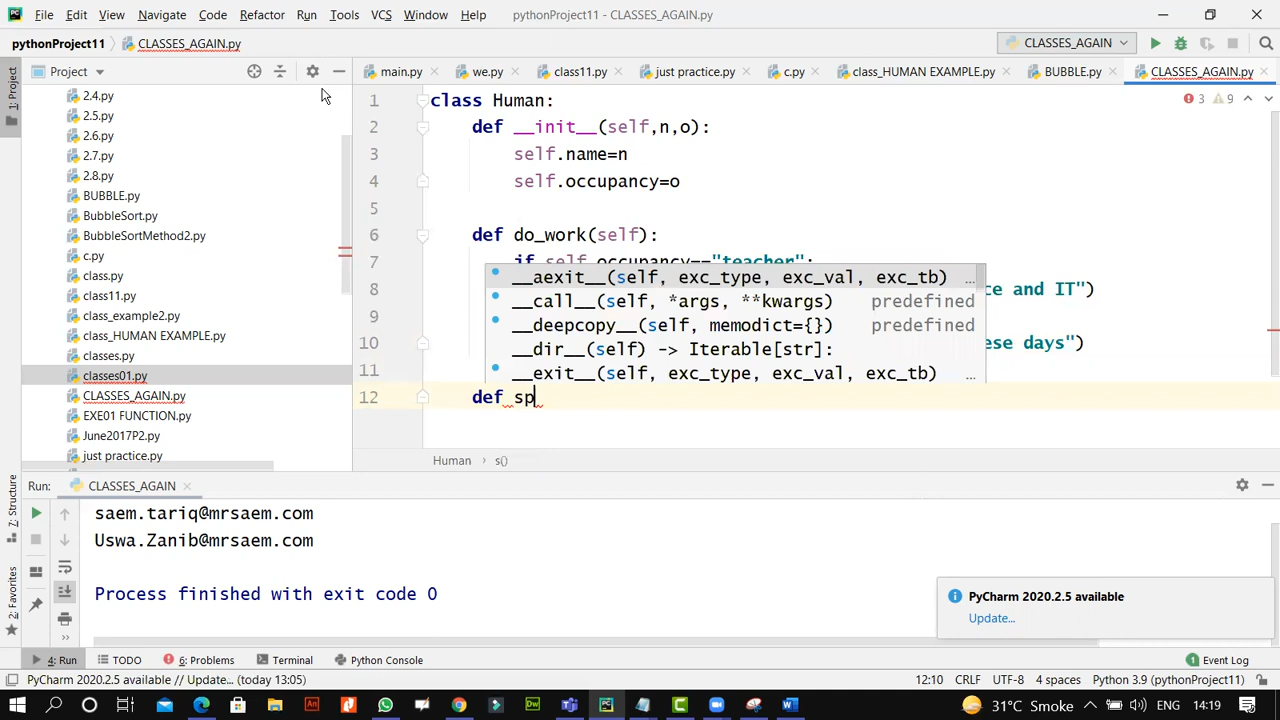 File Edit View Navigate Code Refactor Run Tools VCS Window Help pythonProject11 - CLASSES_AGAIN.py
pythonProject11 CLASSES_AGAIN.py CLASSES_AGAIN
1: Project
Project
main.py we.py class11.py just practice.py c.py class_HUMAN EXAMPLE.py BUBBLE.py CLASSES_AGAIN.py
2.4.py
2.5.py
2.6.py
2.7.py
2.8.py
BUBBLE.py
BubbleSort.py
BubbleSortMethod2.py
c.py
class.py
class11.py
class_example2.py
class_HUMAN EXAMPLE.py
classes.py
classes01.py
CLASSES_AGAIN.py
EXE01 FUNCTION.py
June2017P2.py
just practice.py
3 9
1 class Human:
2 def __init__(self,n,o):
3 self.name=n
4 self.occupancy=o
5
6 def do_work(self):
7 if self.occupancy=="teacher":
8 ce and IT")
9
10 ese days")
11
12 def sp
__aexit__(self, exc_type, exc_val, exc_tb) ...
__call__(self, *args, **kwargs) predefined
__deepcopy__(self, memodict={}) predefined
__dir__(self) -> Iterable[str]:
__exit__(self, exc_type, exc_val, exc_tb) ...
Human s()
Run: CLASSES_AGAIN
saem.tariq@mrsaem.com
Uswa.Zanib@mrsaem.com
Process finished with exit code 0
7: Structure
2: Favorites
PyCharm 2020.2.5 available
Update...
4: Run TODO 6: Problems Terminal Python Console Event Log
PyCharm 2020.2.5 available // Update... (today 13:05) 12:10 CRLF UTF-8 4 spaces Python 3.9 (pythonProject11)
31°C Smoke ENG 14:19